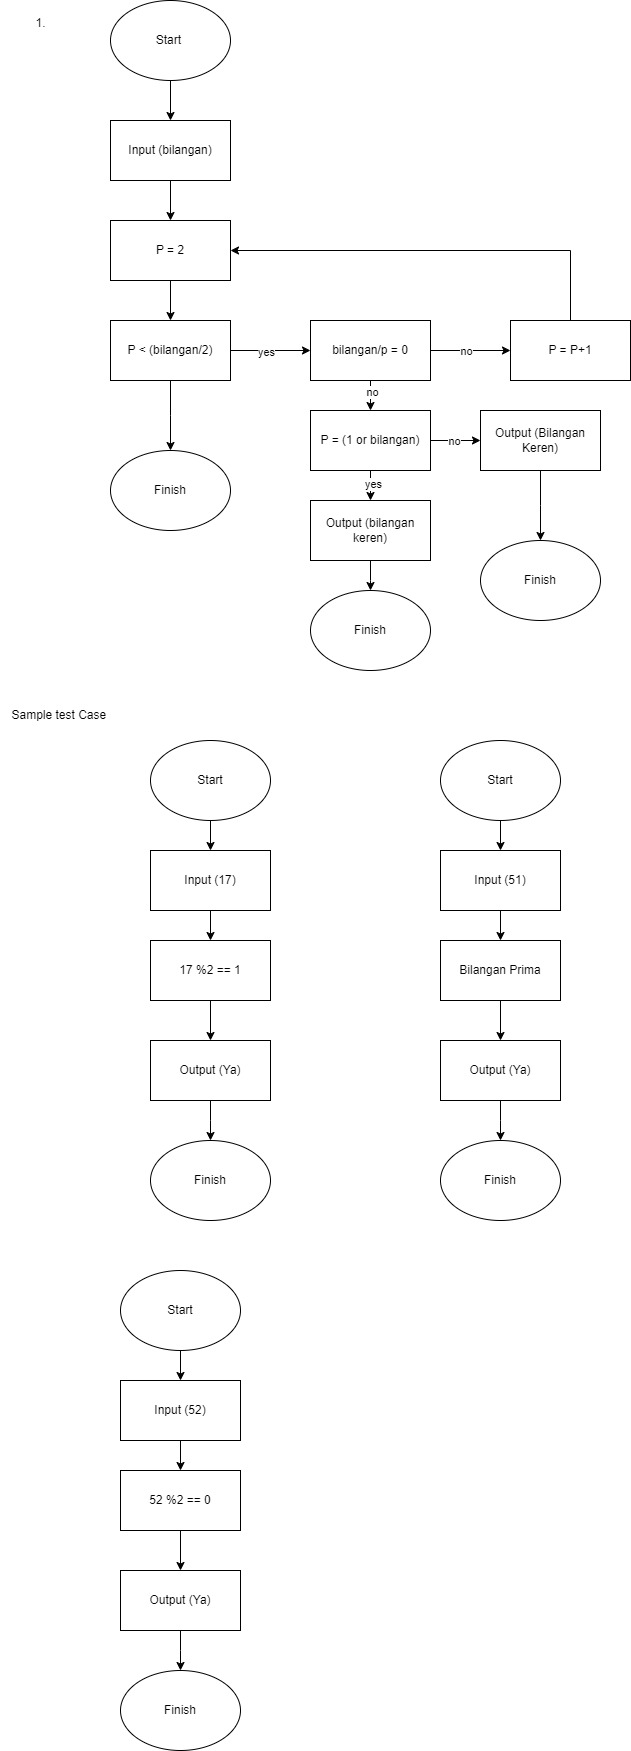 1.
Start
Input (bilangan)
P = 2
P < (bilangan/2)
yes
bilangan/p = 0
no
P = P+1
no
P = (1 or bilangan)
no
Output (Bilangan
Keren)
Finish
yes
Output (bilangan
keren)
Finish
Finish
Sample test Case
Start
Input (17)
17 %2 == 1
Output (Ya)
Finish
Start
Input (51)
Bilangan Prima
Output (Ya)
Finish
Start
Input (52)
52 %2 == 0
Output (Ya)
Finish